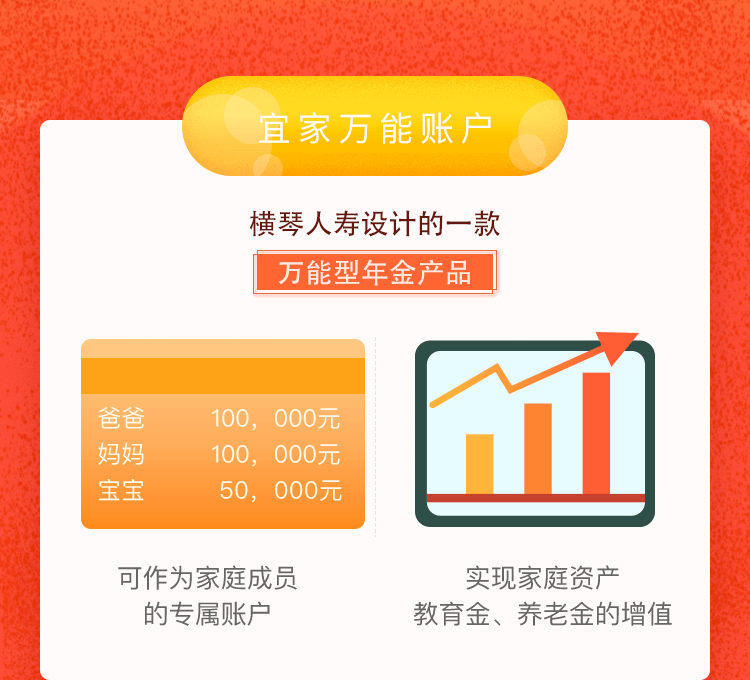 宜家万能账户
横琴人寿设计的一款
万能型年金产品
爸爸 100，000元
妈妈 100，000元
宝宝 50，000元
可作为家庭成员
的专属账户
实现家庭资产
教育金、养老金的增值